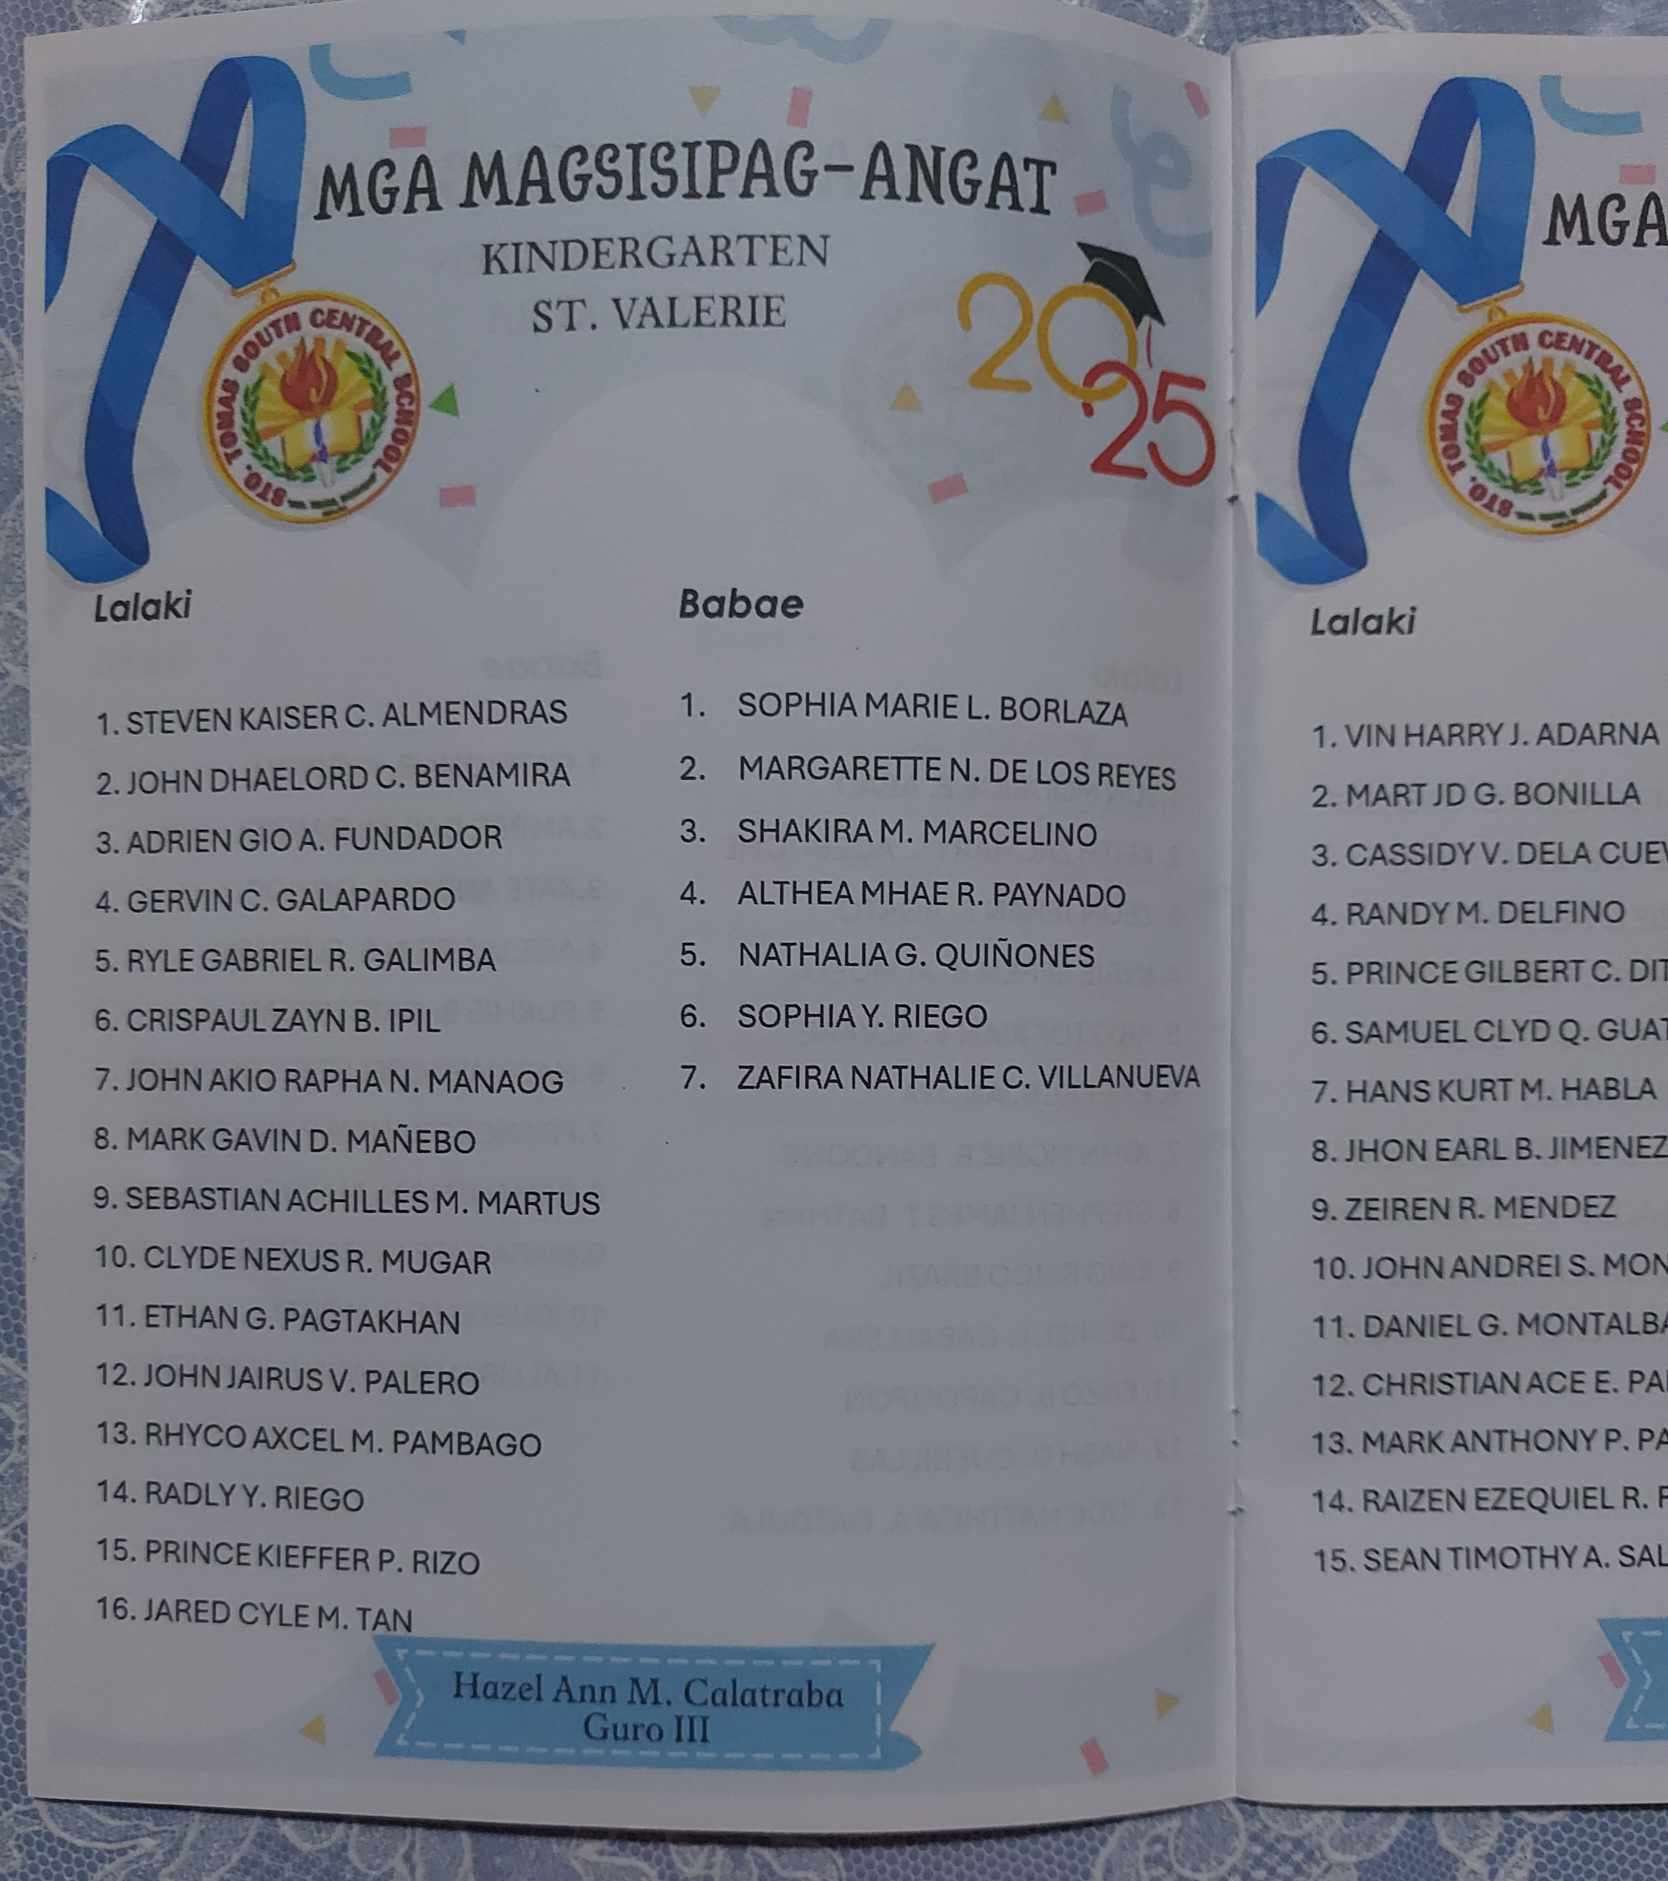 MGA MAGSISIPAG-ANGAT
KINDERGARTEN
ST. VALERIE
2025
STO. TOMAS SOUTH CENTRAL SCHOOL
Lalaki
1. STEVEN KAISER C. ALMENDRAS
2. JOHN DHAELORD C. BENAMIRA
3. ADRIEN GIO A. FUNDADOR
4. GERVIN C. GALAPARDO
5. RYLE GABRIEL R. GALIMBA
6. CRISPAUL ZAYN B. IPIL
7. JOHN AKIO RAPHA N. MANAOG
8. MARK GAVIN D. MAÑEBO
9. SEBASTIAN ACHILLES M. MARTUS
10. CLYDE NEXUS R. MUGAR
11. ETHAN G. PAGTAKHAN
12. JOHN JAIRUS V. PALERO
13. RHYCO AXCEL M. PAMBAGO
14. RADLY Y. RIEGO
15. PRINCE KIEFFER P. RIZO
16. JARED CYLE M. TAN
Babae
1. SOPHIA MARIE L. BORLAZA
2. MARGARETTE N. DE LOS REYES
3. SHAKIRA M. MARCELINO
4. ALTHEA MHAE R. PAYNADO
5. NATHALIA G. QUIÑONES
6. SOPHIA Y. RIEGO
7. ZAFIRA NATHALIE C. VILLANUEVA
Hazel Ann M. Calatraba
Guro III
MGA
STO. TOMAS SOUTH CENTRAL SCHOOL
Lalaki
1. VIN HARRY J. ADARNA
2. MART JD G. BONILLA
3. CASSIDY V. DELA
4. RANDY M. DELFINO
5. PRINCE GILBERT C.
6. SAMUEL CLYD Q.
7. HANS KURT M. HABLA
8. JHON EARL B. JIMENEZ
9. ZEIREN R. MENDEZ
10. JOHN ANDREI S.
11. DANIEL G.
12. CHRISTIAN ACE E.
13. MARK ANTHONY P.
14. RAIZEN EZEQUIEL R.
15. SEAN TIMOTHY A.